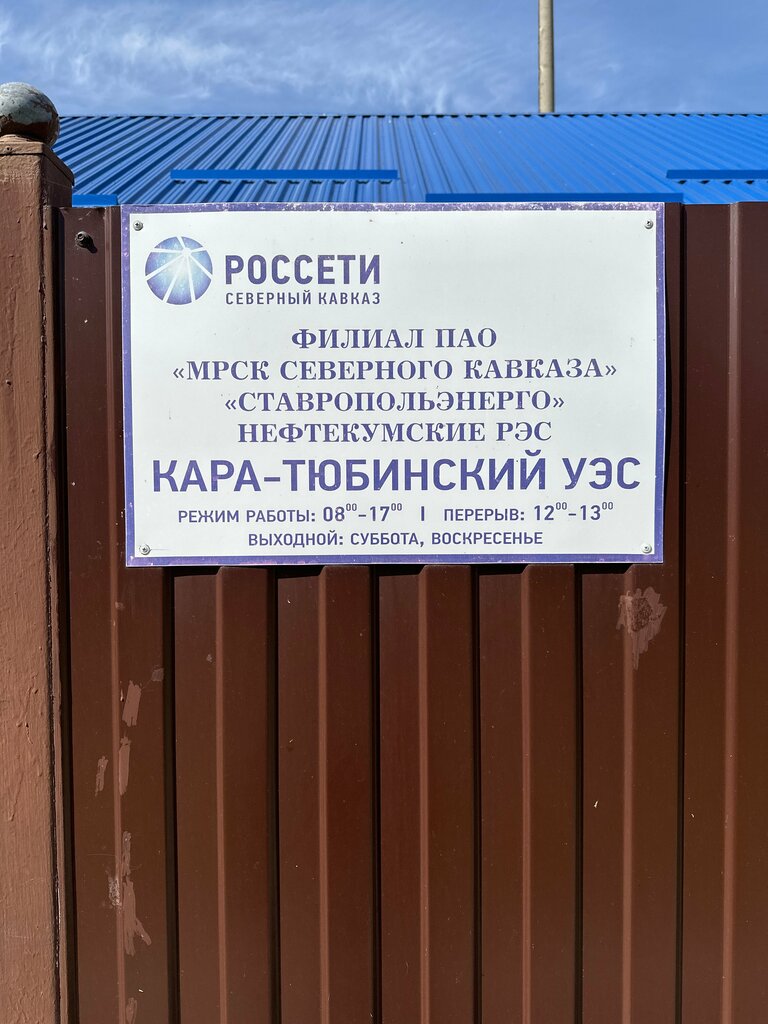 РОССЕТИ
СЕВЕРНЫЙ КАВКАЗ
ФИЛИАЛ ПАО
«МРСК СЕВЕРНОГО КАВКАЗА»
«СТАВРОПОЛЬЭНЕРГО»
НЕФТЕКУМСКИЕ РЭС
КАРА-ТЮБИНСКИЙ УЭС
РЕЖИМ РАБОТЫ: 08⁰⁰-17⁰⁰ | ПЕРЕРЫВ: 12⁰⁰-13⁰⁰
ВЫХОДНОЙ: СУББОТА, ВОСКРЕСЕНЬЕ